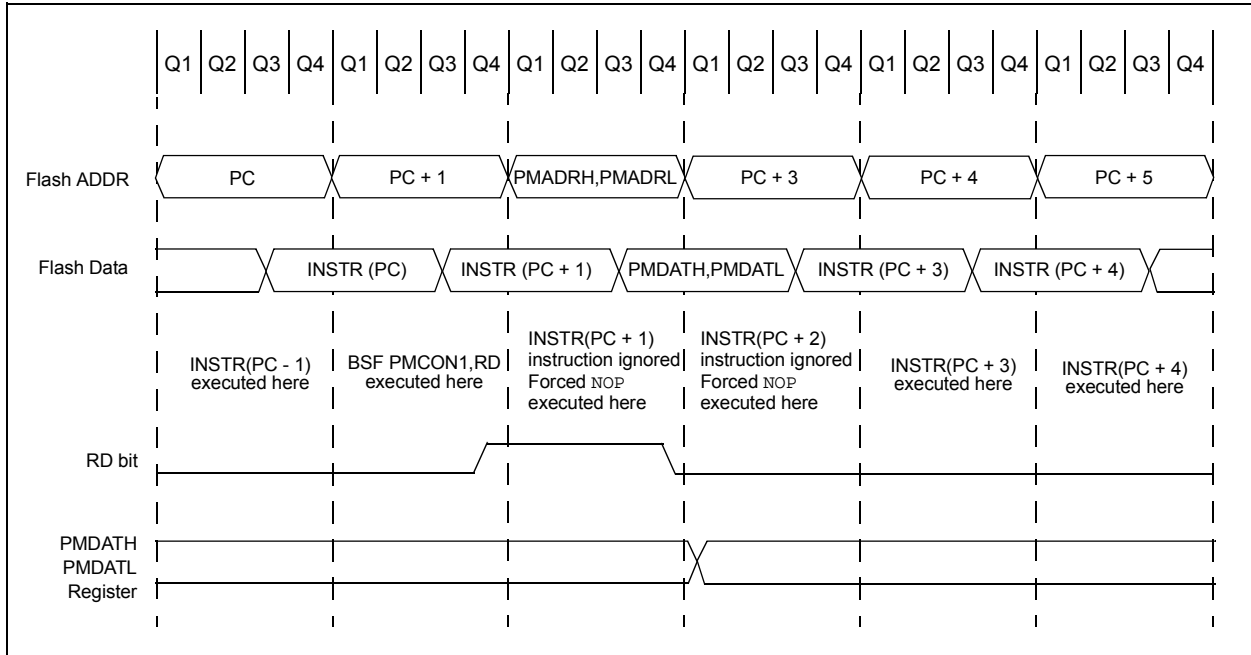 Q1 Q2 Q3 Q4 Q1 Q2 Q3 Q4 Q1 Q2 Q3 Q4 Q1 Q2 Q3 Q4 Q1 Q2 Q3 Q4 Q1 Q2 Q3 Q4
Flash ADDR
PC
PC + 1
PMADRH,PMADRL
PC + 3
PC + 4
PC + 5
Flash Data
INSTR (PC)
INSTR (PC + 1)
PMDATH,PMDATL
INSTR (PC + 3)
INSTR (PC + 4)
INSTR(PC - 1)
executed here
BSF PMCON1,RD
executed here
INSTR(PC + 1)
instruction ignored
Forced NOP
executed here
INSTR(PC + 2)
instruction ignored
Forced NOP
executed here
INSTR(PC + 3)
executed here
INSTR(PC + 4)
executed here
RD bit
PMDATH
PMDATL
Register